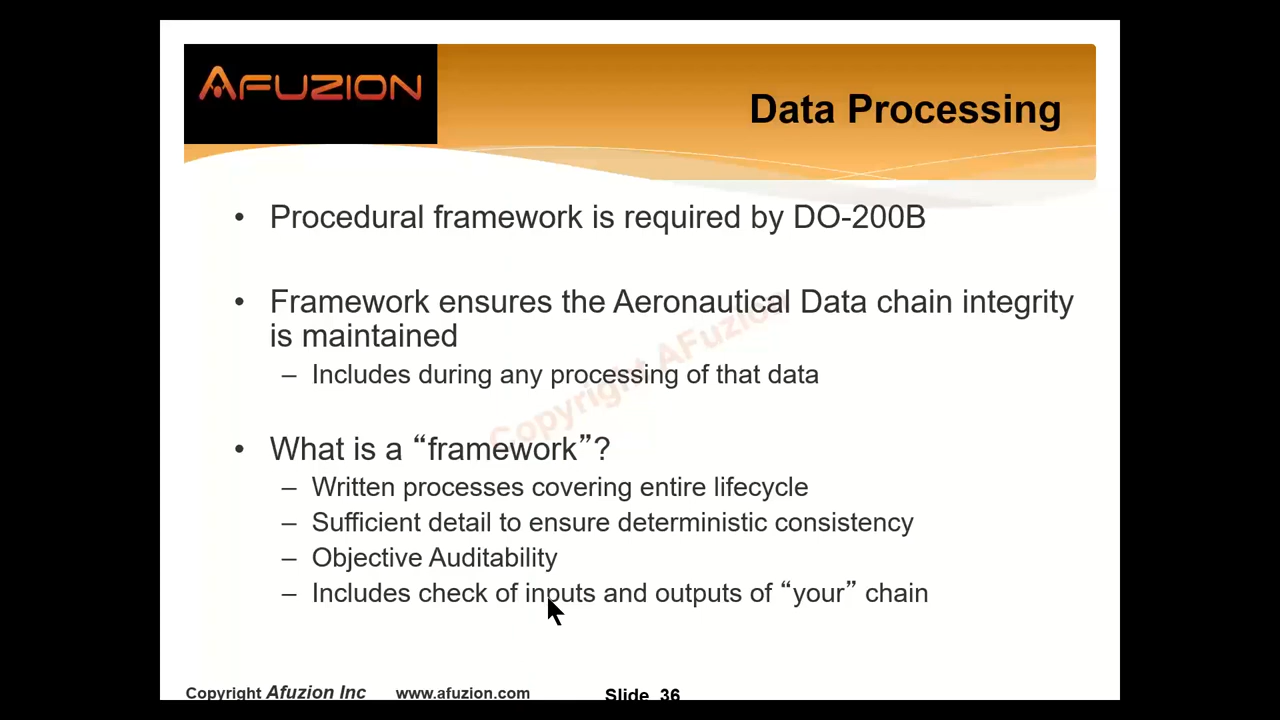 AFUZION
Data Processing
• Procedural framework is required by DO-200B
• Framework ensures the Aeronautical Data chain integrity
is maintained
– Includes during any processing of that data
Copyright AFuzion
• What is a “framework”?
– Written processes covering entire lifecycle
– Sufficient detail to ensure deterministic consistency
– Objective Auditability
– Includes check of inputs and outputs of “your” chain
Copyright Afuzion Inc www.afuzion.com Slide 36